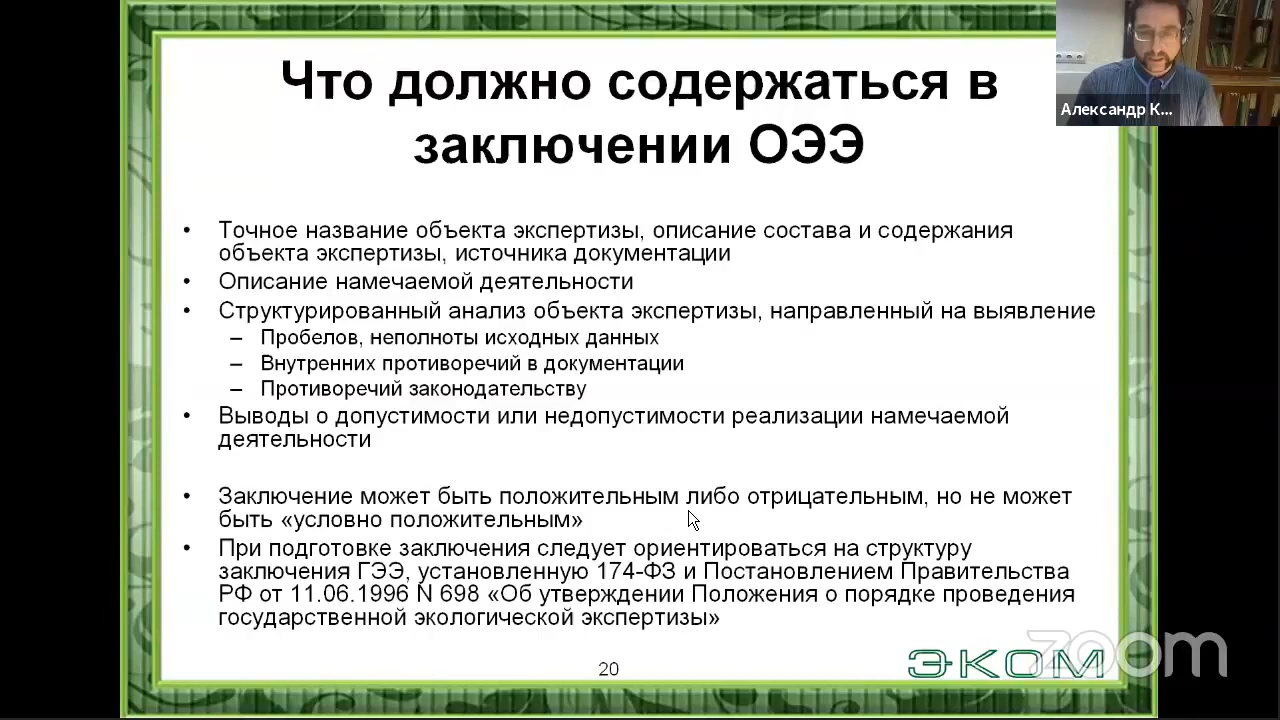 Что должно содержаться в
заключении ОЭЭ
Александр К...
• Точное название объекта экспертизы, описание состава и содержания
объекта экспертизы, источника документации
• Описание намечаемой деятельности
• Структурированный анализ объекта экспертизы, направленный на выявление
– Пробелов, неполноты исходных данных
– Внутренних противоречий в документации
– Противоречий законодательству
• Выводы о допустимости или недопустимости реализации намечаемой
деятельности
• Заключение может быть положительным либо отрицательным, но не может
быть «условно положительным»
• При подготовке заключения следует ориентироваться на структуру
заключения ГЭЭ, установленную 174-ФЗ и Постановлением Правительства
РФ от 11.06.1996 N 698 «Об утверждении Положения о порядке проведения
государственной экологической экспертизы»
20
ЭКОМ
zoom